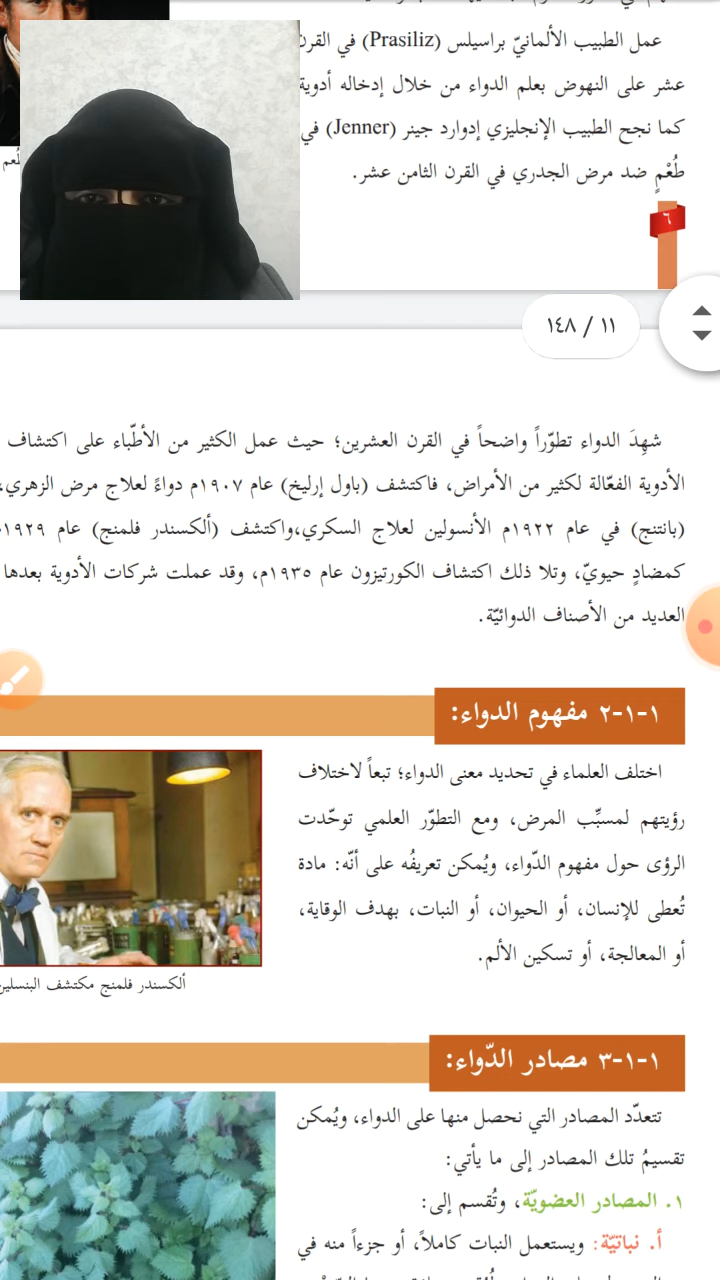 عمل الطبيب الألمانيّ براسيلس (Prasiliz) في القرن
عشر على النهوض بعلم الدواء من خلال إدخاله أدوية
كما نجح الطبيب الإنجليزي إدوارد جينر (Jenner) في
طُعْمٍ ضد مرض الجدري في القرن الثامن عشر.
٦
١١ / ١٤٨
شهِدَ الدواء تطوّراً واضحاً في القرن العشرين؛ حيث عمل الكثير من الأطّباء على اكتشاف
الأدوية الفعّالة لكثير من الأمراض، فاكتشف (باول إرليخ) عام ١٩٠٧م دواءً لعلاج مرض الزهري،
(بانتنج) في عام ١٩٢٢م الأنسولين لعلاج السكري،واكتشف (ألكسندر فلمنج) عام ١٩٢٩
كمضادٍ حيويّ، وتلا ذلك اكتشاف الكورتيزون عام ١٩٣٥م، وقد عملت شركات الأدوية بعدها
العديد من الأصناف الدوائيّة.
١-١-٢ مفهوم الدواء:
اختلف العلماء في تحديد معنى الدواء؛ تبعاً لاختلاف
رؤيتهم لمسبِّب المرض، ومع التطوّر العلمي توحّدت
الرؤى حول مفهوم الدّواء، ويُمكن تعريفُه على أنّه: مادة
تُعطى للإنسان، أو الحيوان، أو النبات، بهدف الوقاية،
أو المعالجة، أو تسكين الألم.
ألكسندر فلمنج مكتشف البنسلين
١-١-٣ مصادر الدّواء:
تتعدّد المصادر التي نحصل منها على الدواء، ويُمكن
تقسيمُ تلك المصادر إلى ما يأتي:
١. المصادر العضويّة، وتُقسم إلى:
أ. نباتيّة: ويستعمل النبات كاملاً، أو جزءاً منه في